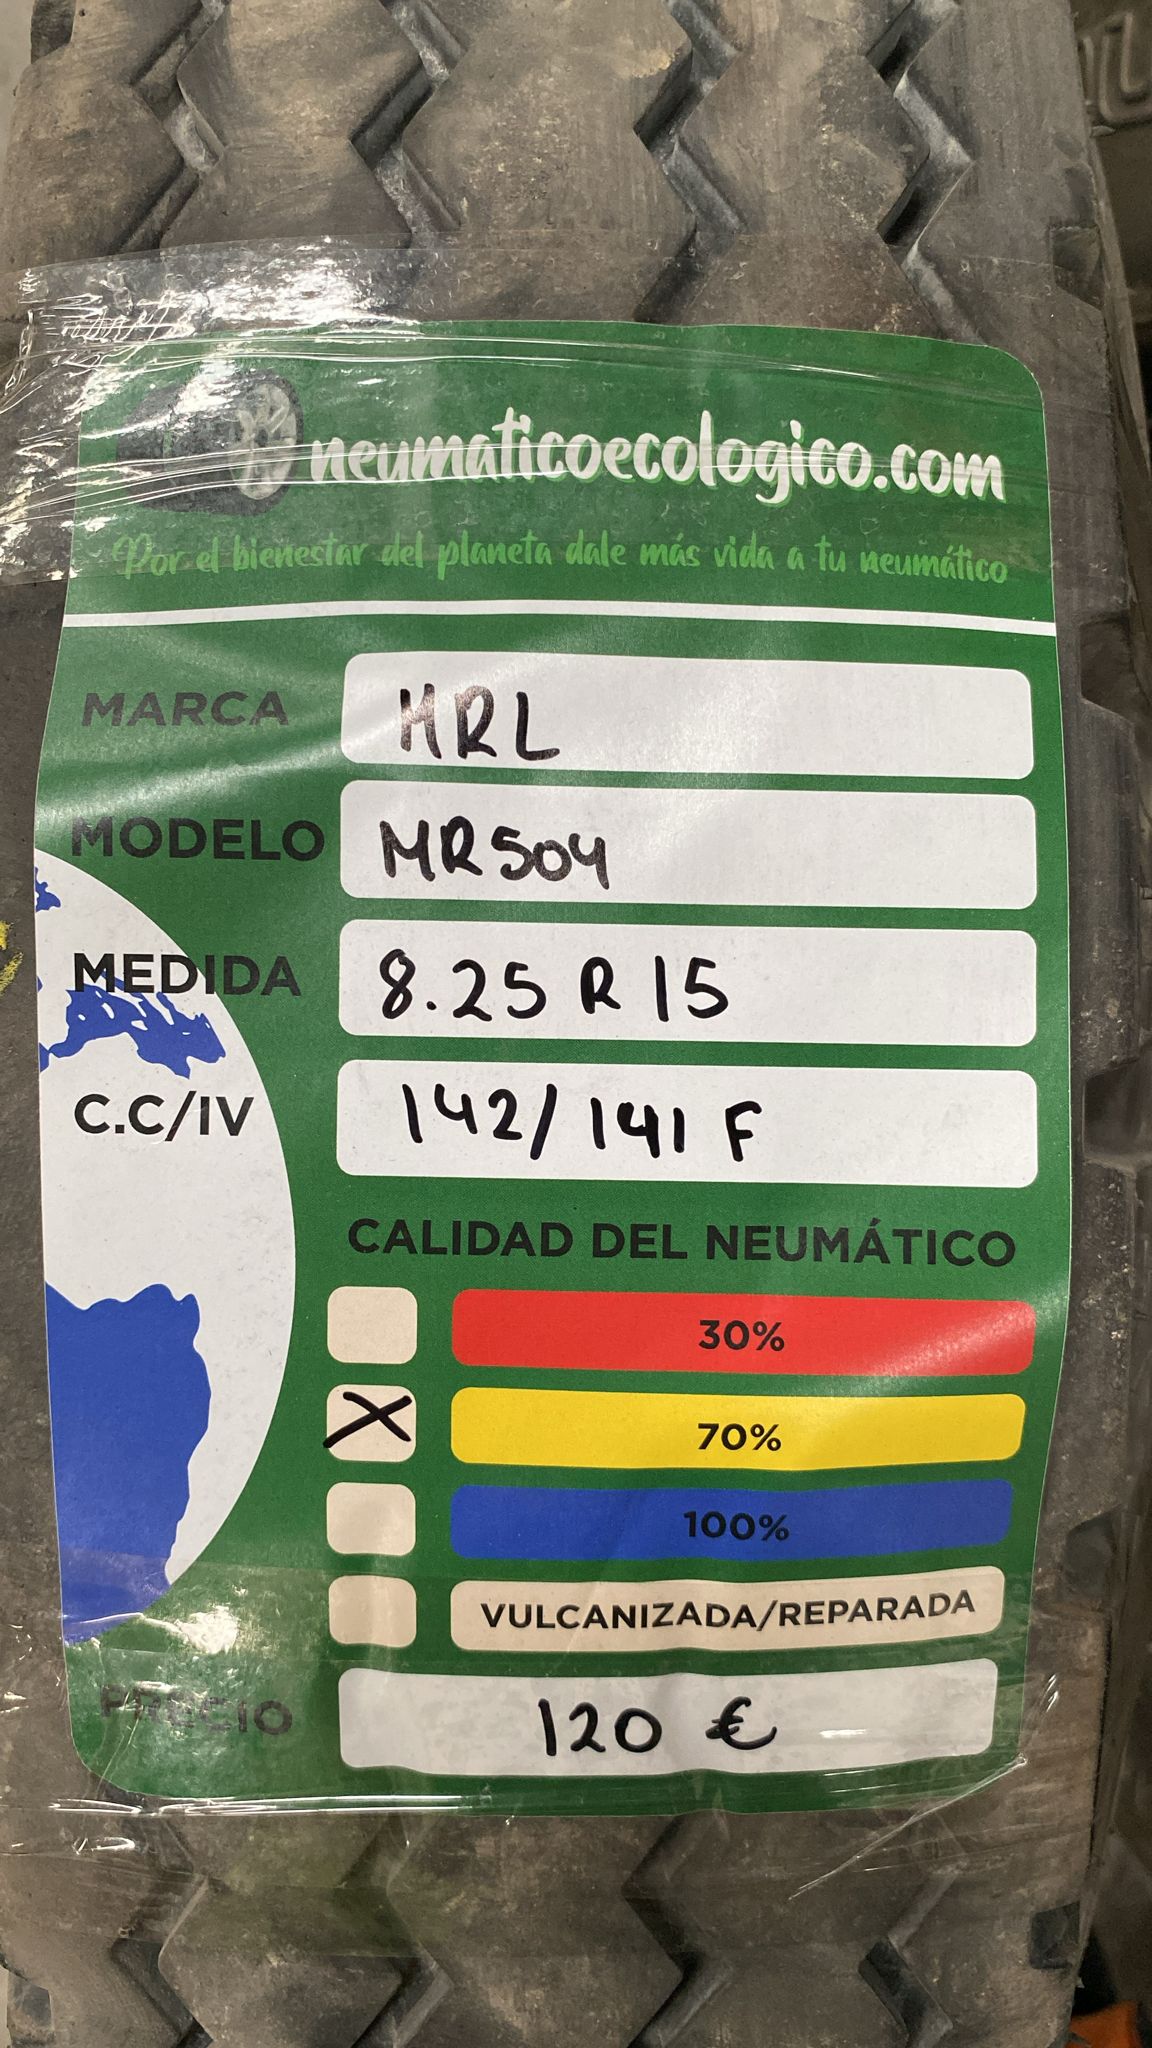 neumaticoecologico.com
Por el bienestar del planeta dale más vida a tu neumático
MARCA HRL
MODELO MR504
MEDIDA 8.25 R 15
C.C/IV 142/141 F
CALIDAD DEL NEUMÁTICO
30%
X 70%
100%
VULCANIZADA/REPARADA
PRECIO 120 €